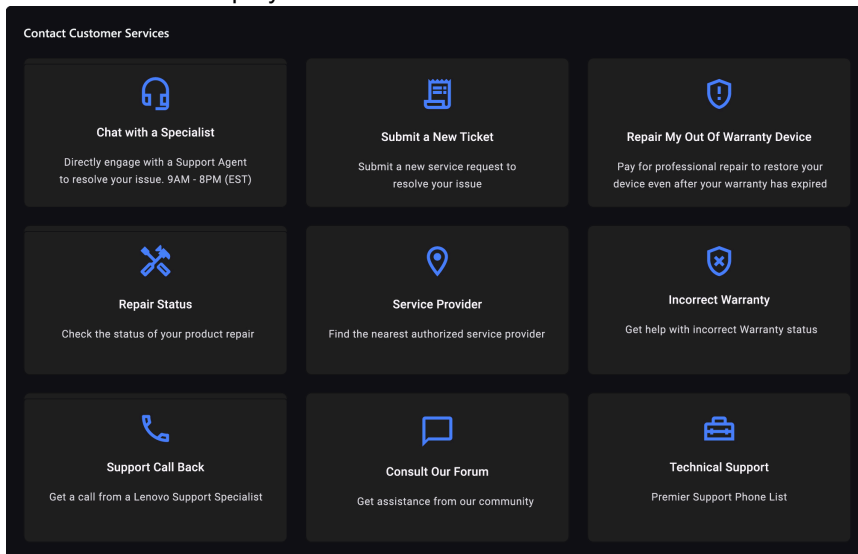 Contact Customer Services
Chat with a Specialist
Directly engage with a Support Agent
to resolve your issue. 9AM - 8PM (EST)
Submit a New Ticket
Submit a new service request to
resolve your issue
Repair My Out Of Warranty Device
Pay for professional repair to restore your
device even after your warranty has expired
Repair Status
Check the status of your product repair
Service Provider
Find the nearest authorized service provider
Incorrect Warranty
Get help with incorrect Warranty status
Support Call Back
Get a call from a Lenovo Support Specialist
Consult Our Forum
Get assistance from our community
Technical Support
Premier Support Phone List